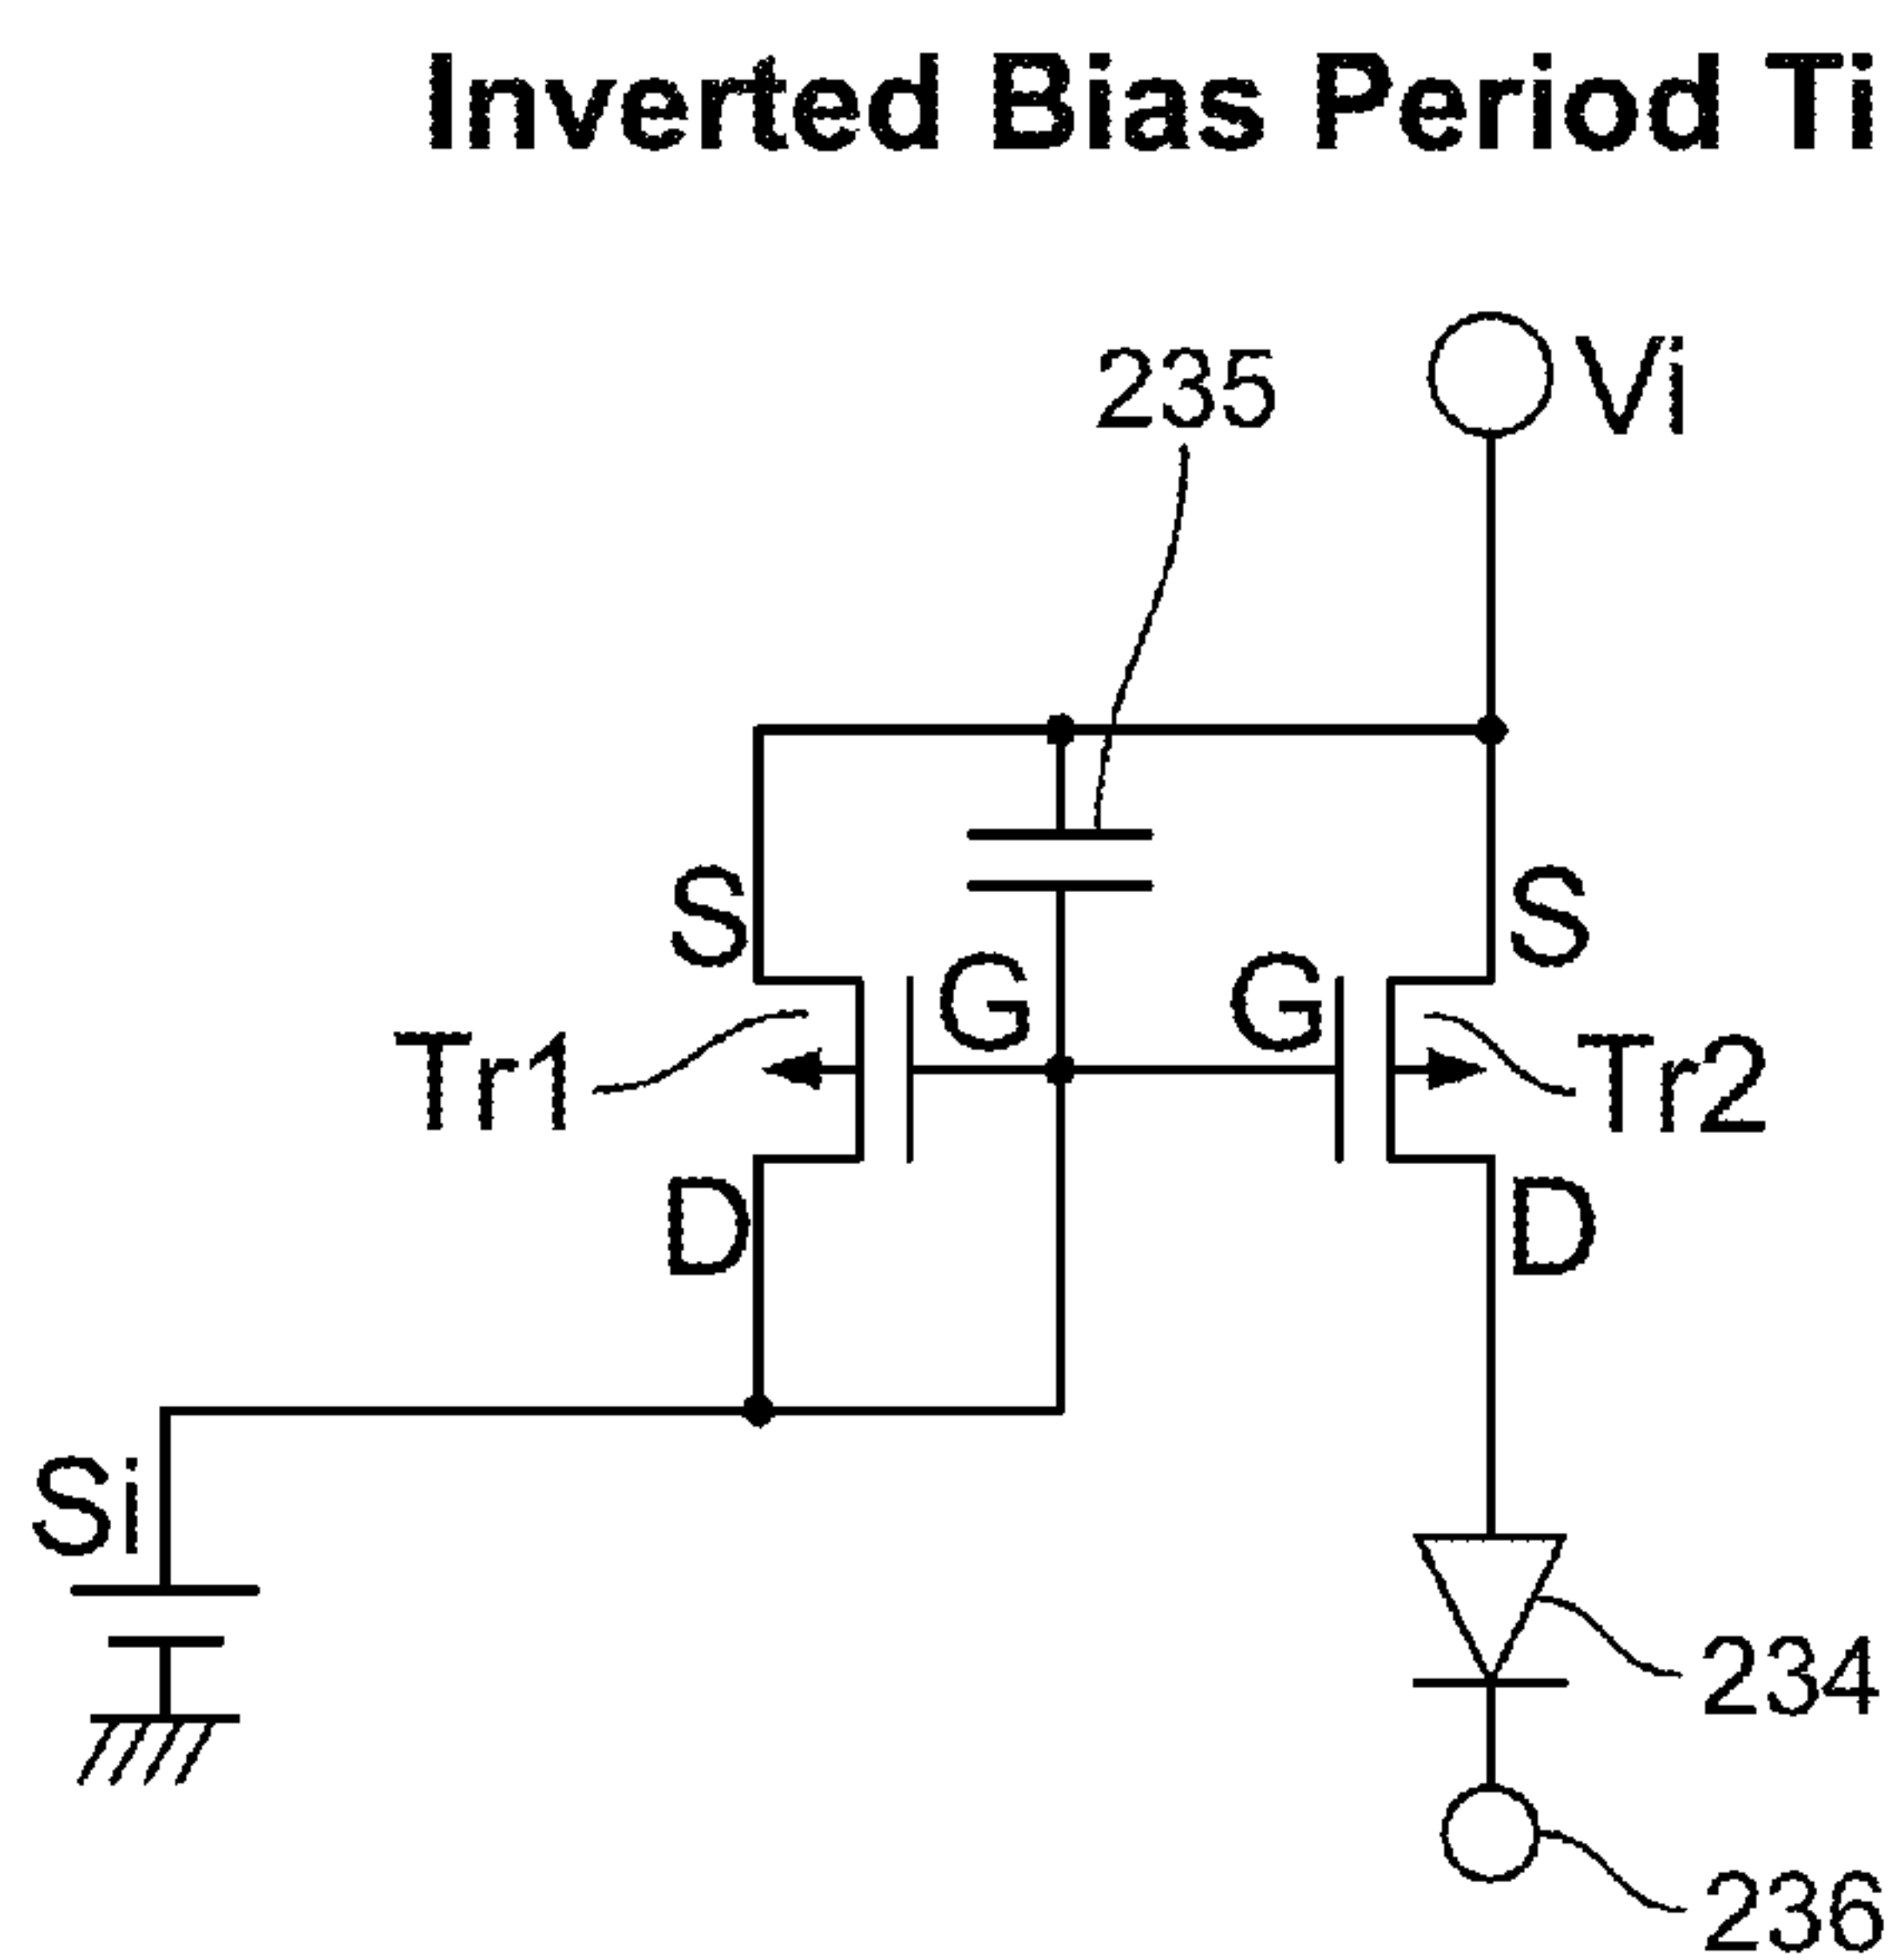 Inverted Bias Period Ti
235
Vi
S
S
G
G
Tr1
Tr2
D
D
Si
234
236